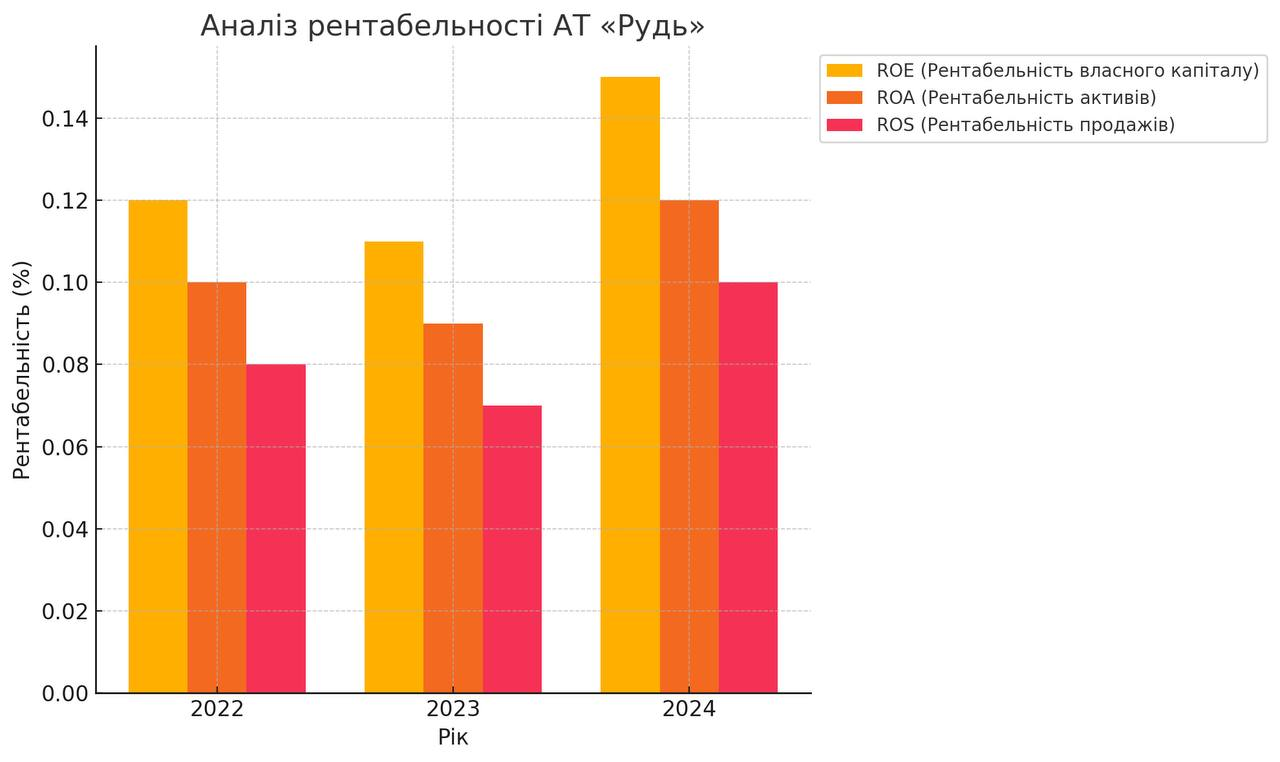 Аналіз рентабельності АТ «Рудь»
ROE (Рентабельність власного капіталу)
ROA (Рентабельність активів)
ROS (Рентабельність продажів)
Рентабельність (%)
0.14
0.12
0.10
0.08
0.06
0.04
0.02
0.00
2022 2023 2024
Рік